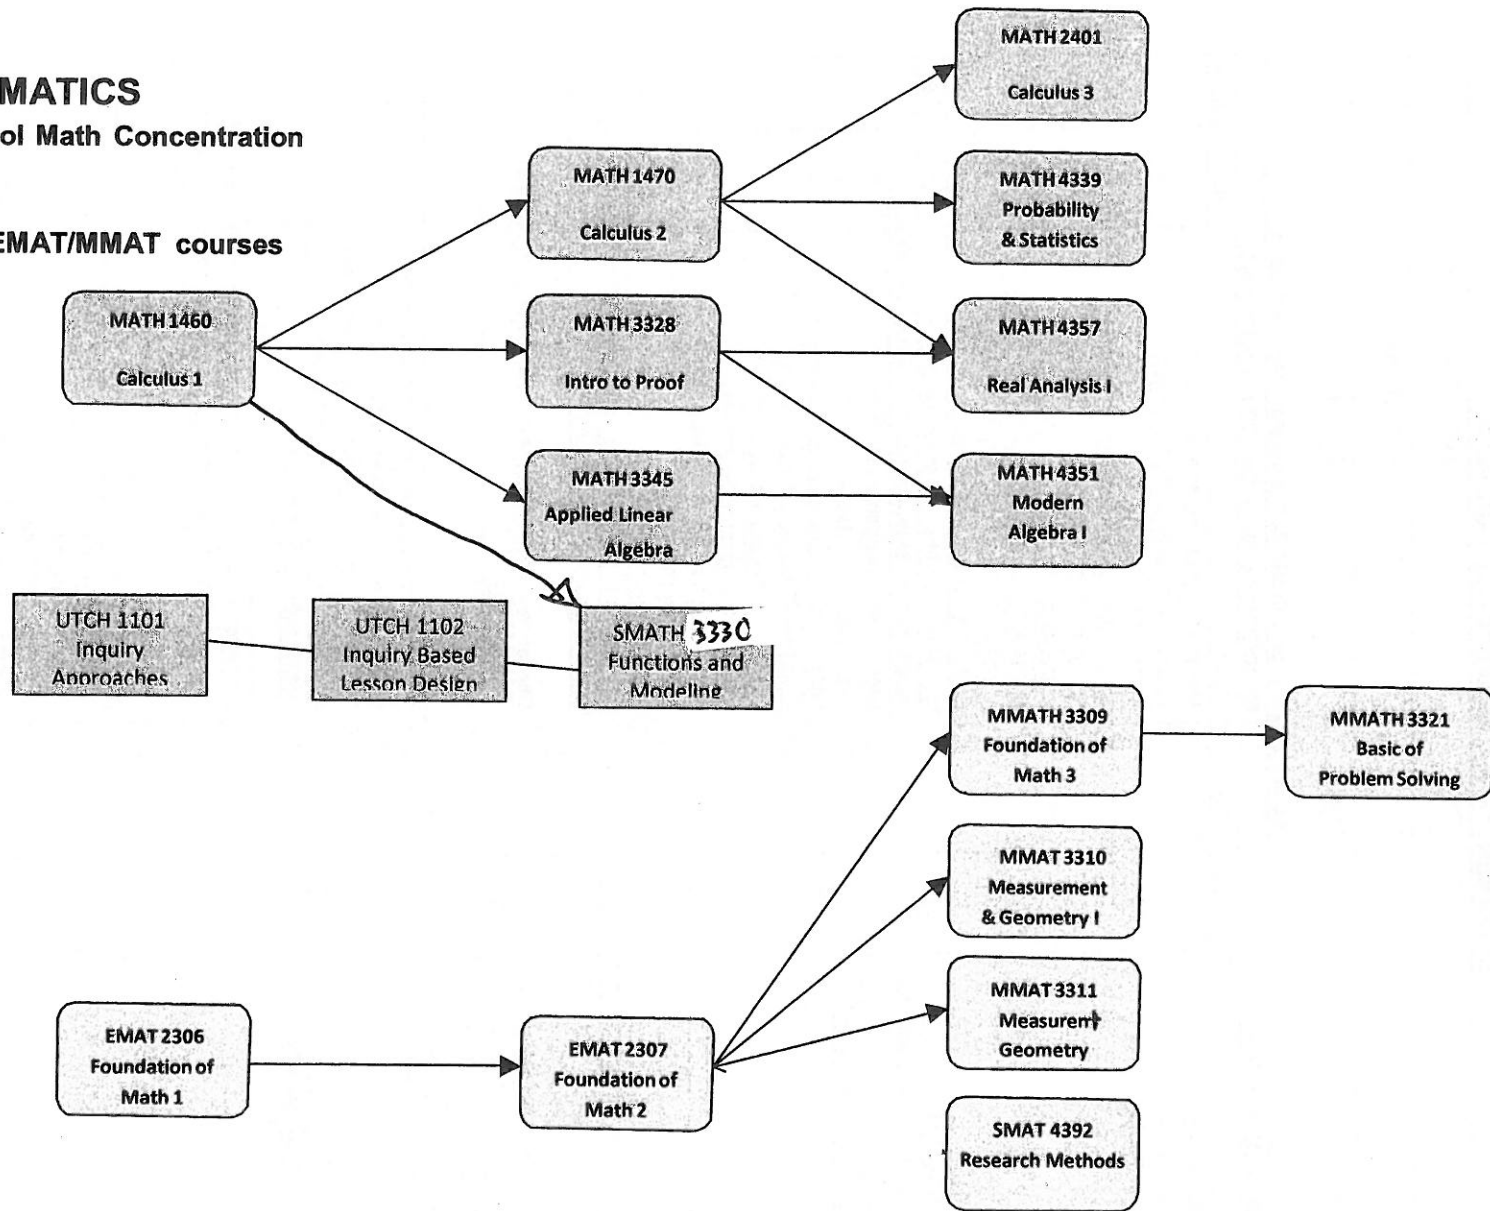 MATICS
ol Math Concentration
EMAT/MMAT courses
MATH 2401
Calculus 3
MATH 1470
Calculus 2
MATH 4339
Probability
& Statistics
MATH 1460
Calculus 1
MATH 3328
Intro to Proof
MATH 4357
Real Analysis I
MATH 3345
Applied Linear
Algebra
MATH 4351
Modern
Algebra I
UTCH 1101
Inquiry
Approaches
UTCH 1102
Inquiry Based
Lesson Design
SMATH 3330
Functions and
Modeling
MMATH 3309
Foundation of
Math 3
MMATH 3321
Basic of
Problem Solving
MMAT 3310
Measurement
& Geometry I
MMAT 3311
Measurent
Geometry
EMAT 2306
Foundation of
Math 1
EMAT 2307
Foundation of
Math 2
SMAT 4392
Research Methods